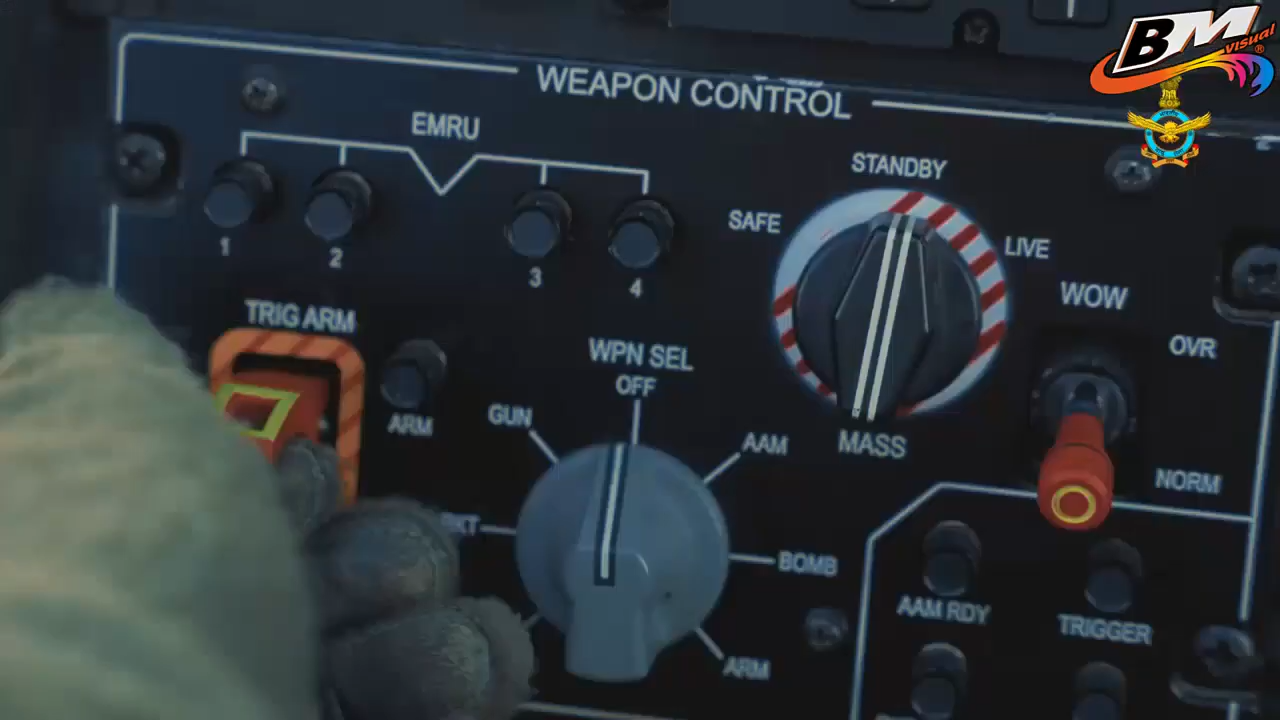 BM
VISUAL
WEAPON CONTROL
EMRU
1 2 3 4
STANDBY
SAFE
LIVE
MASS
WOW
OVR
NORM
TRIG ARM
ARM
WPN SEL
OFF
GUN
AAM
BOMB
ARM
AAM RDY
TRIGGER